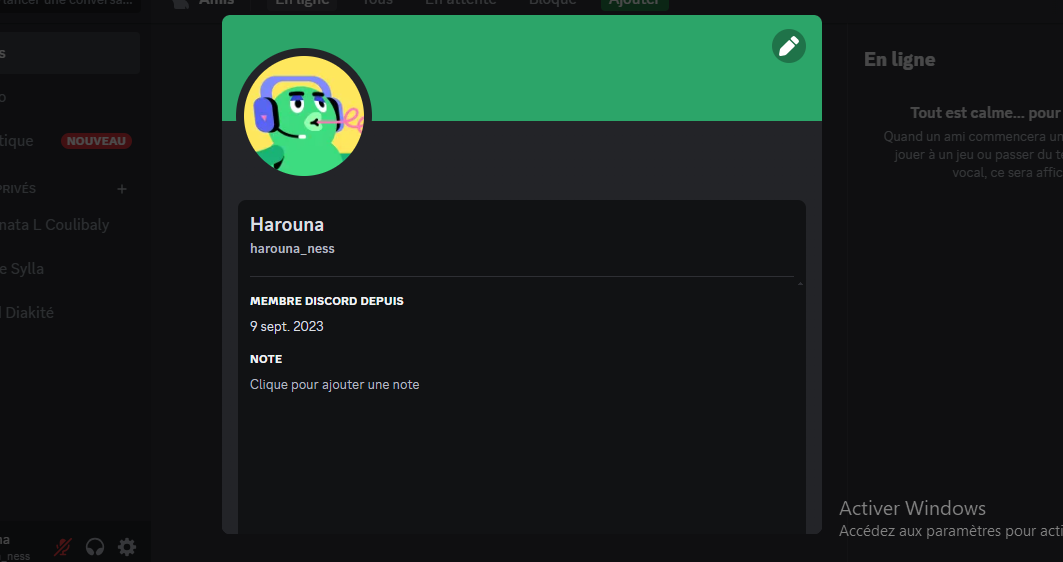 lancer une conversa...
Amis
En ligne
Tous
En attente
Bloqué
Ajouter
s
o
tique
NOUVEAU
PRIVÉS
+
nata L Coulibaly
e Sylla
d Diakité
na
_ness
Harouna
harouna_ness
MEMBRE DISCORD DEPUIS
9 sept. 2023
NOTE
Clique pour ajouter une note
En ligne
Tout est calme... pour
Quand un ami commencera un
jouer à un jeu ou passer du te
vocal, ce sera affic
Activer Windows
Accédez aux paramètres pour acti